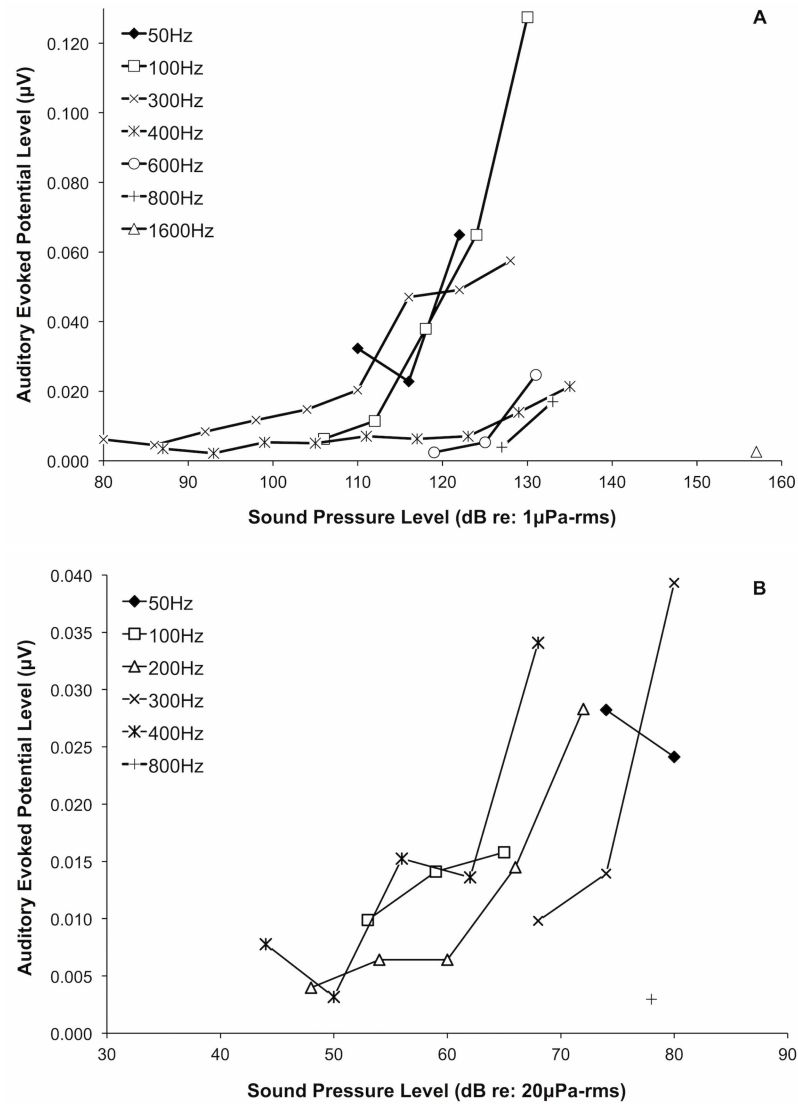 A
50Hz
100Hz
300Hz
400Hz
600Hz
800Hz
1600Hz
Auditory Evoked Potential Level (µV)
0.120
0.100
0.080
0.060
0.040
0.020
0.000
80 90 100 110 120 130 140 150 160
Sound Pressure Level (dB re: 1µPa-rms)
B
50Hz
100Hz
200Hz
300Hz
400Hz
800Hz
Auditory Evoked Potential Level (µV)
0.040
0.035
0.030
0.025
0.020
0.015
0.010
0.005
0.000
30 40 50 60 70 80 90
Sound Pressure Level (dB re: 20µPa-rms)